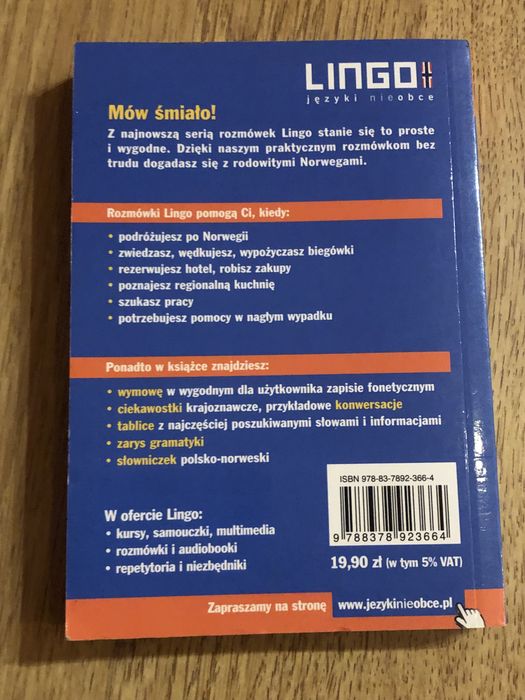 LINGO
języki nieobce
Mów śmiało!
Z najnowszą serią rozmówek Lingo stanie się to proste
i wygodne. Dzięki naszym praktycznym rozmówkom bez
trudu dogadasz się z rodowitymi Norwegami.
Rozmówki Lingo pomogą Ci, kiedy:
• podróżujesz po Norwegii
• zwiedzasz, wędkujesz, wypożyczasz biegówki
• rezerwujesz hotel, robisz zakupy
• poznajesz regionalną kuchnię
• szukasz pracy
• potrzebujesz pomocy w nagłym wypadku
Ponadto w książce znajdziesz:
• wymowę w wygodnym dla użytkownika zapisie fonetycznym
• ciekawostki krajoznawcze, przykładowe konwersacje
• tablice z najczęściej poszukiwanymi słowami i informacjami
• zarys gramatyki
• słowniczek polsko-norweski
ISBN 978-83-7892-366-4
9 788378 923664
19,90 zł (w tym 5% VAT)
W ofercie Lingo:
• kursy, samouczki, multimedia
• rozmówki i audiobooki
• repetytoria i niezbędniki
Zapraszamy na stronę www.jezykinieobce.pl